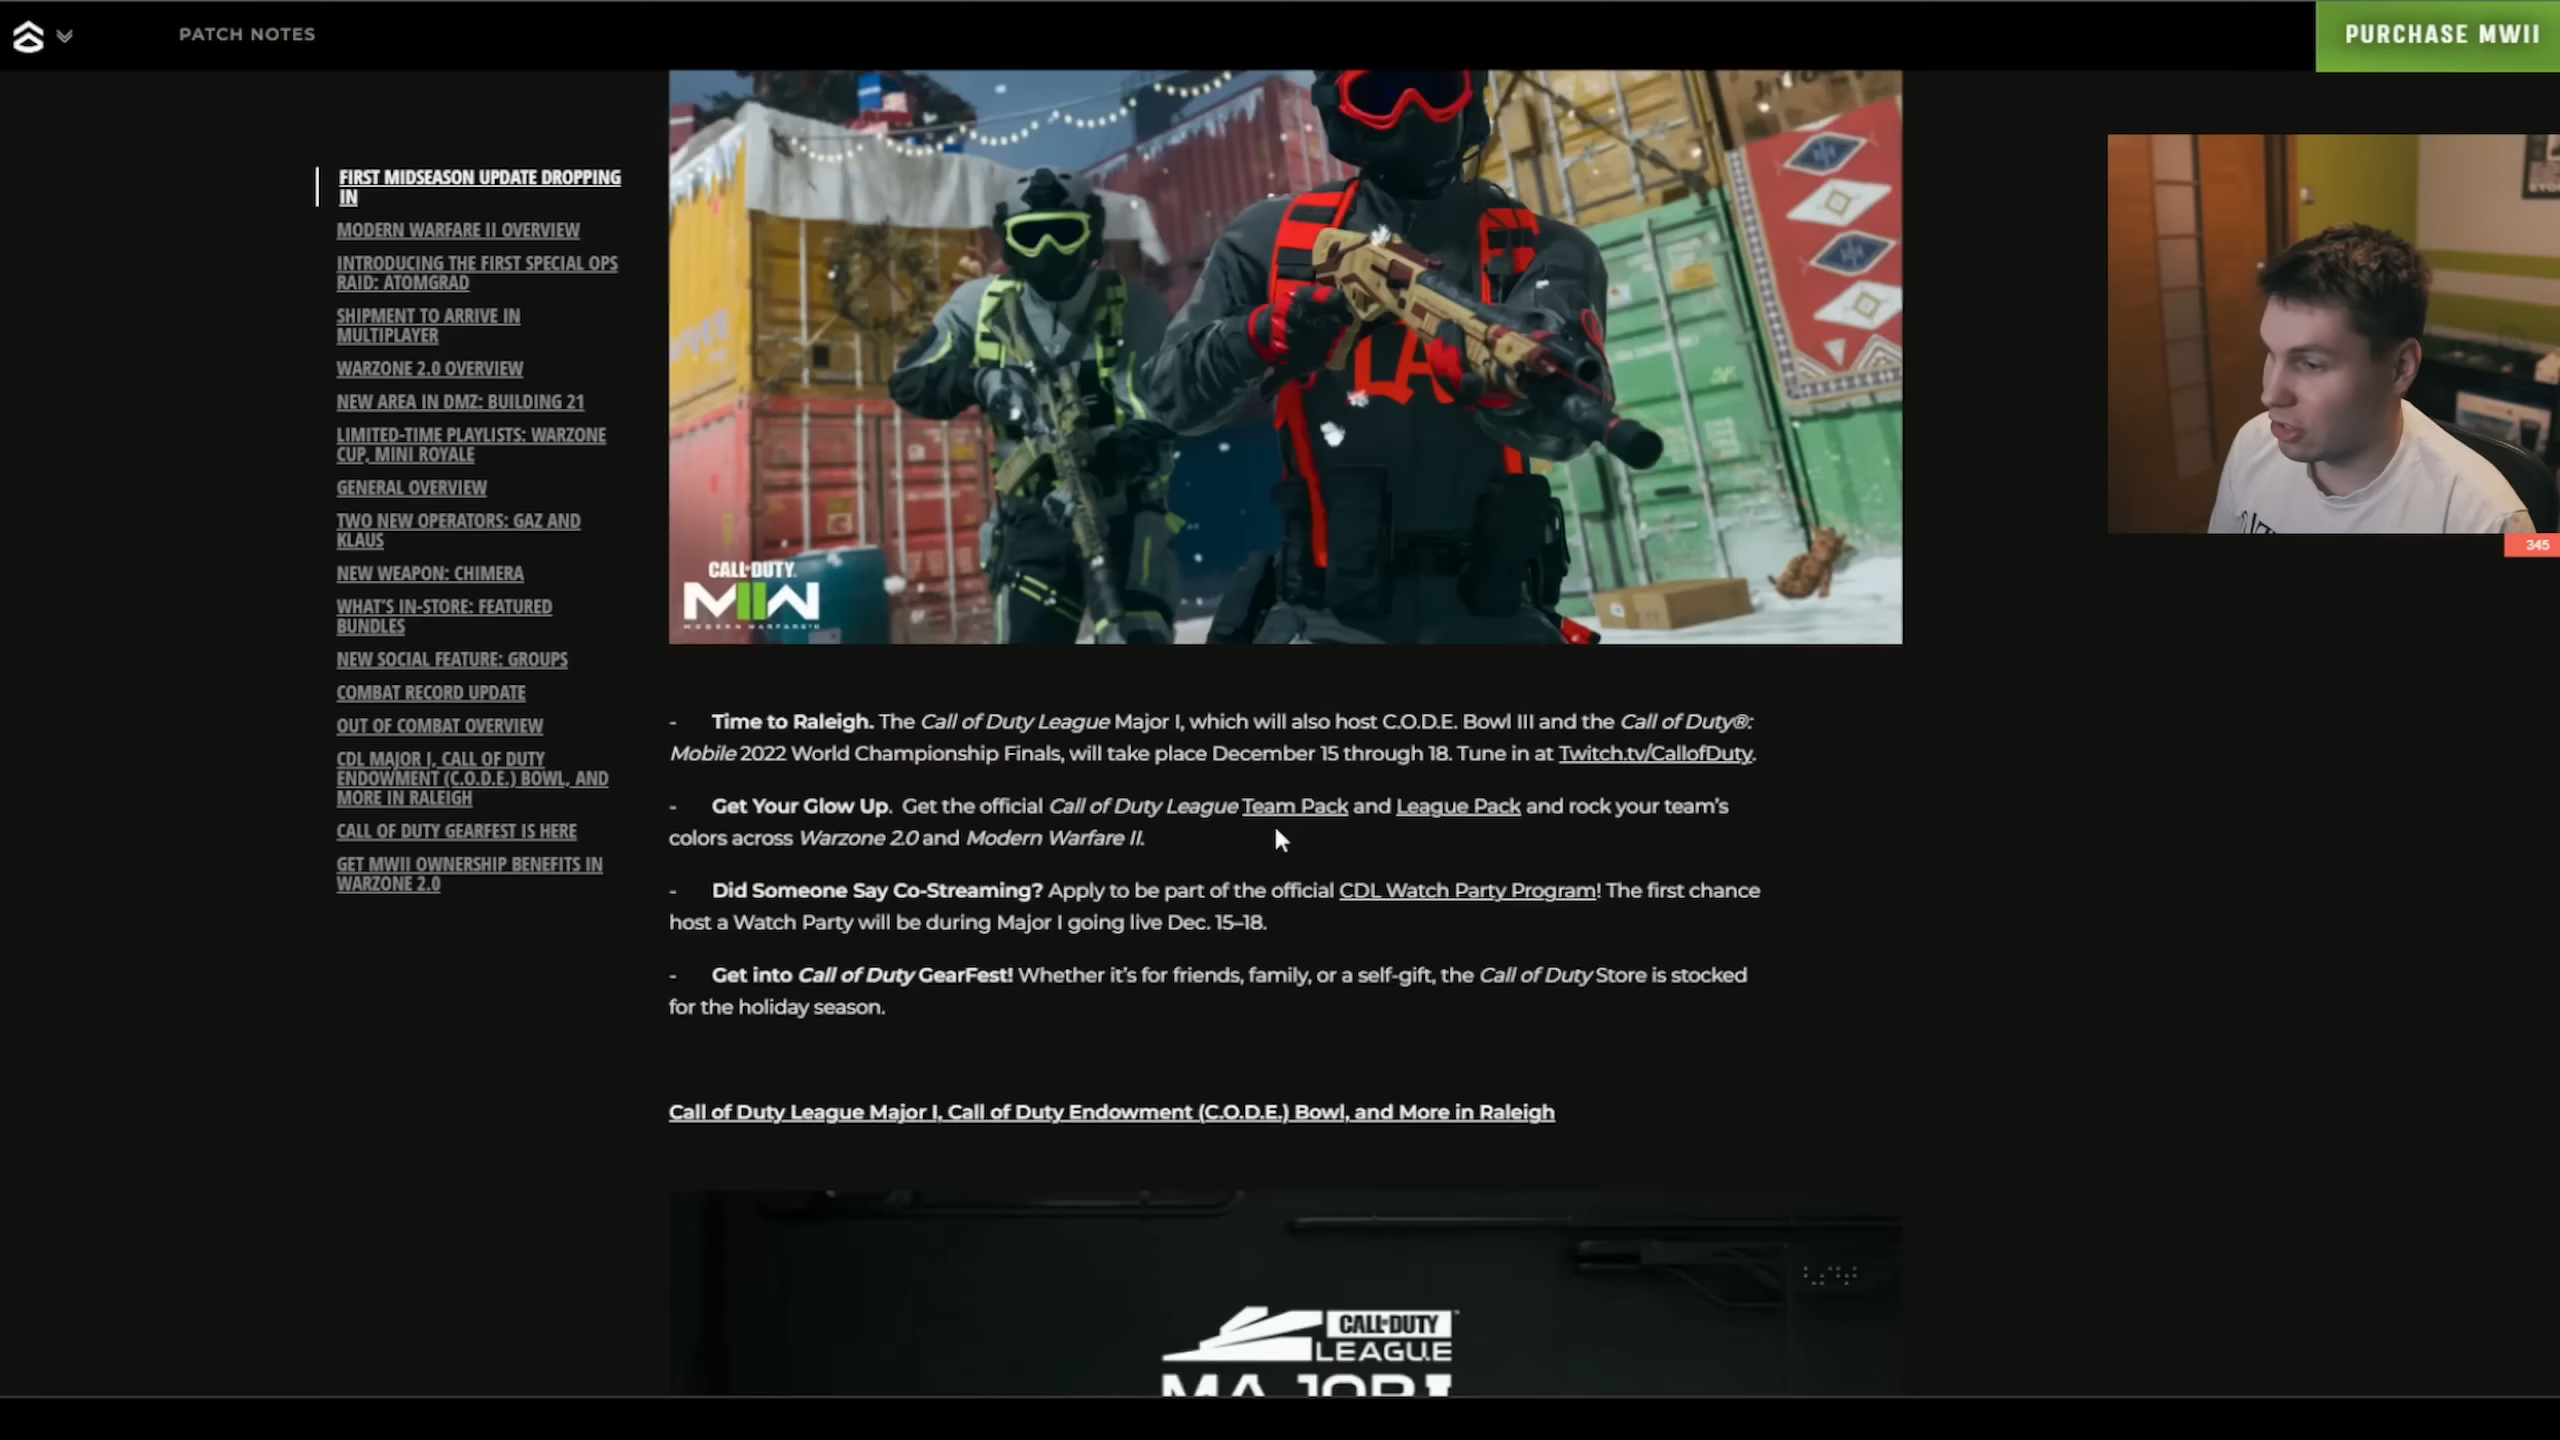 PATCH NOTES
PURCHASE MWII
FIRST MIDSEASON UPDATE DROPPING
IN
MODERN WARFARE II OVERVIEW
INTRODUCING THE FIRST SPECIAL OPS
RAID: ATOMGRAD
SHIPMENT TO ARRIVE IN
MULTIPLAYER
WARZONE 2.0 OVERVIEW
NEW AREA IN DMZ: BUILDING 21
LIMITED-TIME PLAYLISTS: WARZONE
CUP, MINI ROYALE
GENERAL OVERVIEW
TWO NEW OPERATORS: GAZ AND
KLAUS
NEW WEAPON: CHIMERA
WHAT'S IN-STORE: FEATURED
BUNDLES
NEW SOCIAL FEATURE: GROUPS
COMBAT RECORD UPDATE
OUT OF COMBAT OVERVIEW
CDL MAJOR I, CALL OF DUTY
ENDOWMENT (C.O.D.E.) BOWL, AND
MORE IN RALEIGH
CALL OF DUTY GEARFEST IS HERE
GET MWII OWNERSHIP BENEFITS IN
WARZONE 2.0
LA
CALL OF DUTY
MWII
MODERN WARFARE II
345
- Time to Raleigh. The Call of Duty League Major I, which will also host C.O.D.E. Bowl III and the Call of Duty®:
Mobile 2022 World Championship Finals, will take place December 15 through 18. Tune in at Twitch.tv/CallofDuty.
- Get Your Glow Up. Get the official Call of Duty League Team Pack and League Pack and rock your team's
colors across Warzone 2.0 and Modern Warfare II.
- Did Someone Say Co-Streaming? Apply to be part of the official CDL Watch Party Program! The first chance
host a Watch Party will be during Major I going live Dec. 15–18.
- Get into Call of Duty GearFest! Whether it's for friends, family, or a self-gift, the Call of Duty Store is stocked
for the holiday season.
Call of Duty League Major I, Call of Duty Endowment (C.O.D.E.) Bowl, and More in Raleigh
CALL OF DUTY
LEAGUE
MAJOR I